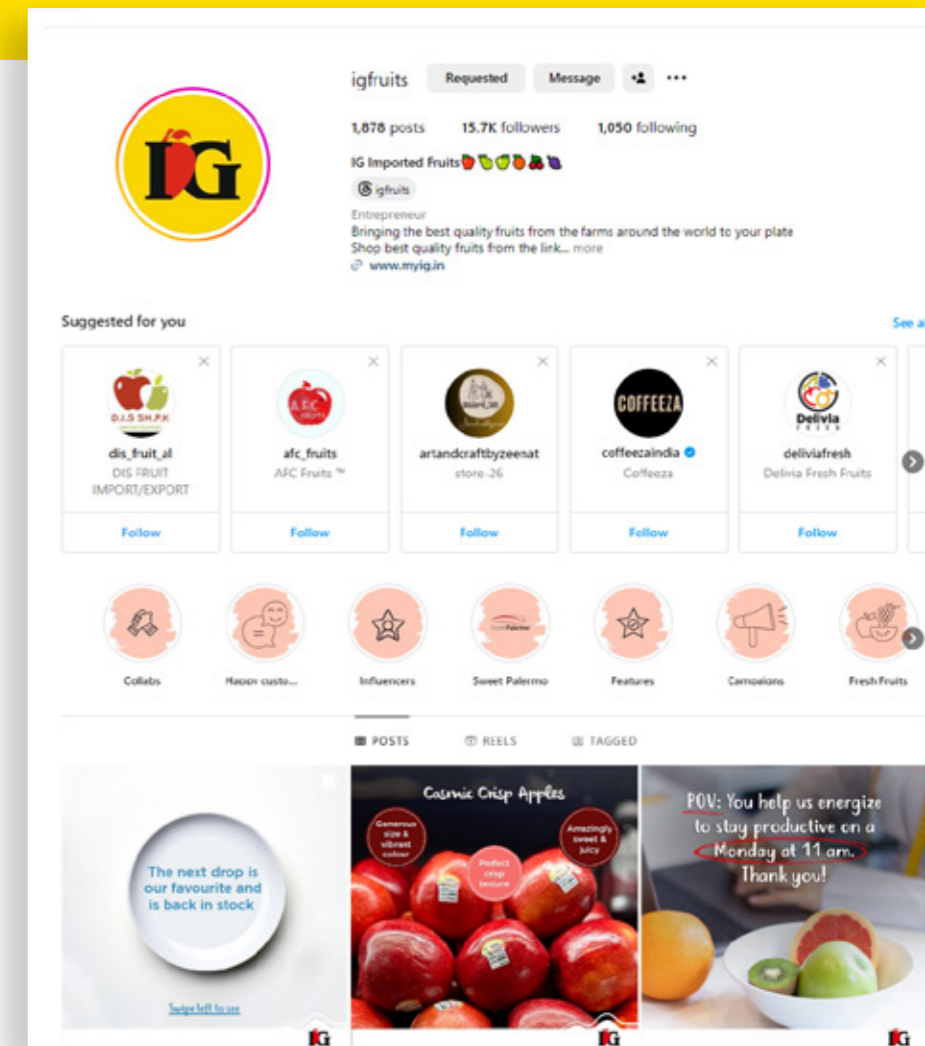 igfruits Requested Message
1,878 posts 15.7K followers 1,050 following
IG
IG Imported Fruits
igfruits
Entrepreneur
Bringing the best quality fruits from the farms around the world to your plate
Shop best quality fruits from the link... more
www.myig.in
Suggested for you
See al
D.I.S SH.P.K
A.F.C
FRUITS
COFFEEZA
Delivia
FRESH
dis_fruit_al
DIS FRUIT
IMPORT/EXPORT
Follow
afc_fruits
AFC Fruits ™
Follow
artandcraftbyzeenat
store-26
Follow
coffeezaindia
Coffeeza
Follow
deliviafresh
Delivia Fresh Fruits
Follow
Sweet Palermo
Collabs Happy custo... Influencers Sweet Palermo Features Campaigns Fresh Fruits
POSTS REELS TAGGED
The next drop is
our favourite and
is back in stock
Swipe left to see
IG
Cosmic Crisp Apples
Generous
size &
vibrant
colour
Perfect
crisp
texture
Amazingly
sweet &
juicy
IG
POV: You help us energize
to stay productive on a
Monday at 11 am.
Thank you!
IG